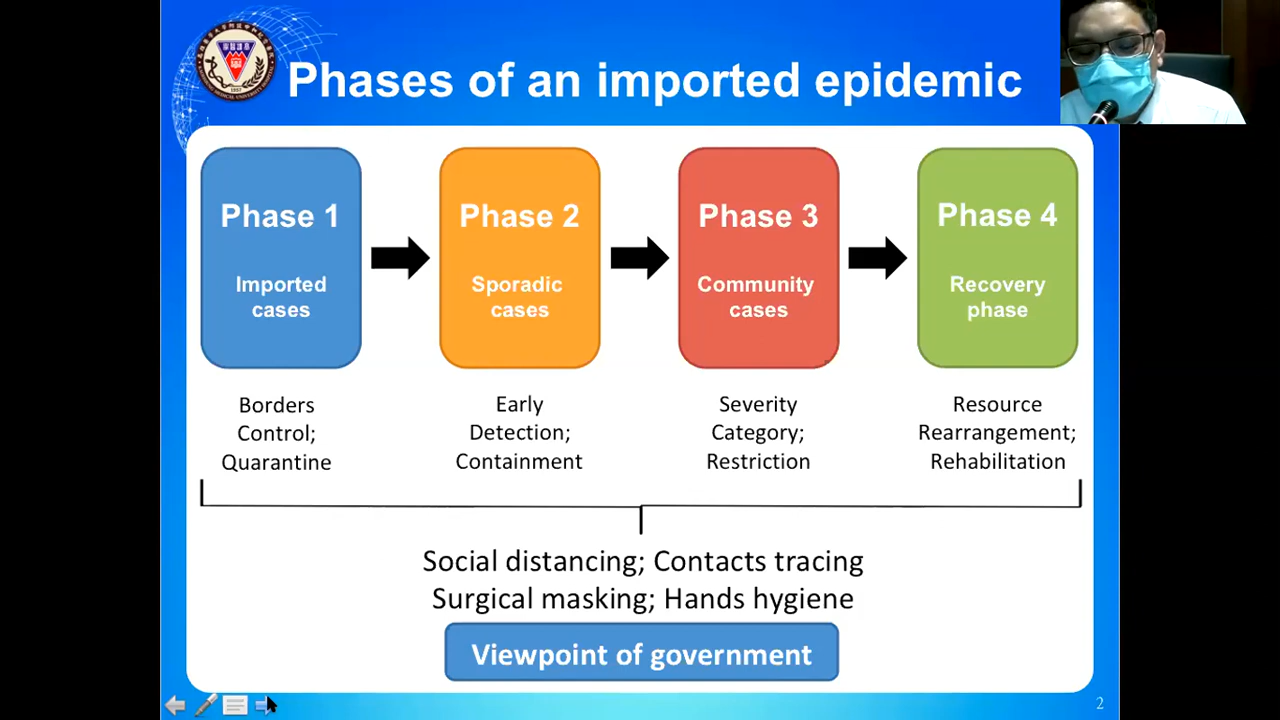 Phases of an imported epidemic
Phase 1
Imported
cases
Phase 2
Sporadic
cases
Phase 3
Community
cases
Phase 4
Recovery
phase
Borders
Control;
Quarantine
Early
Detection;
Containment
Severity
Category;
Restriction
Resource
Rearrangement;
Rehabilitation
Social distancing; Contacts tracing
Surgical masking; Hands hygiene
Viewpoint of government
2